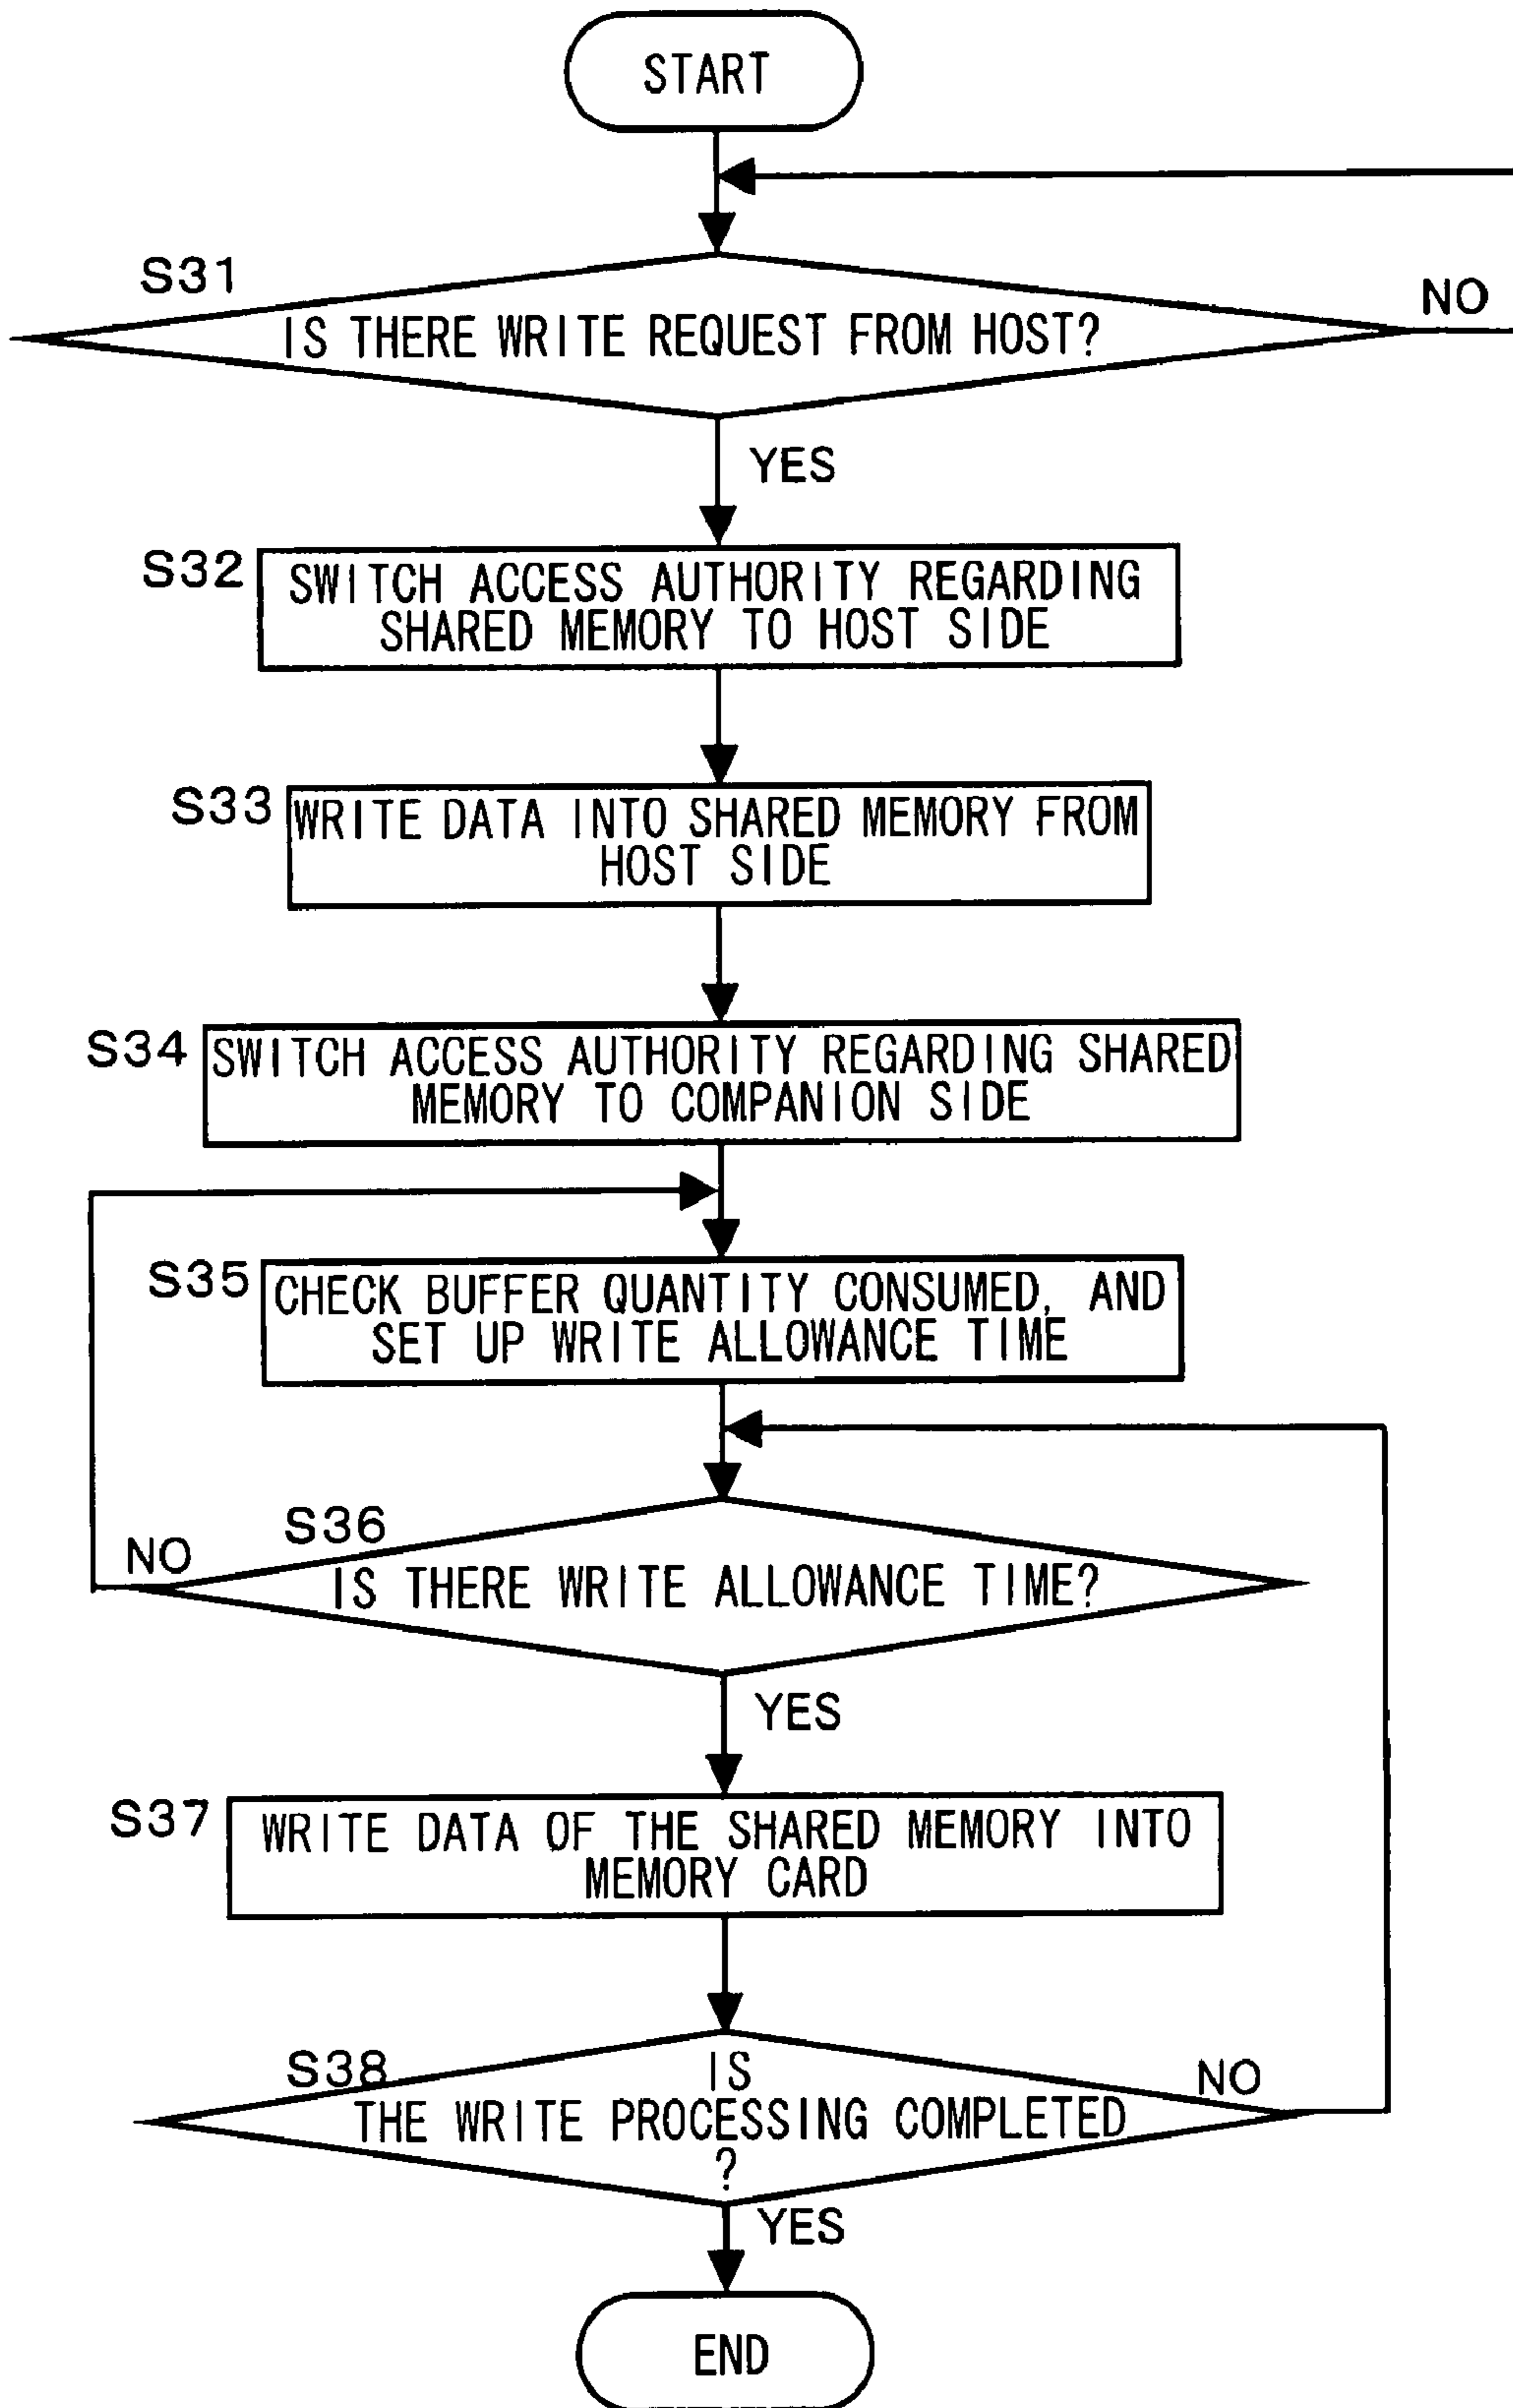 START
S31
IS THERE WRITE REQUEST FROM HOST?
NO
YES
S32
SWITCH ACCESS AUTHORITY REGARDING
SHARED MEMORY TO HOST SIDE
S33
WRITE DATA INTO SHARED MEMORY FROM
HOST SIDE
S34
SWITCH ACCESS AUTHORITY REGARDING SHARED
MEMORY TO COMPANION SIDE
S35
CHECK BUFFER QUANTITY CONSUMED, AND
SET UP WRITE ALLOWANCE TIME
S36
NO
IS THERE WRITE ALLOWANCE TIME?
YES
S37
WRITE DATA OF THE SHARED MEMORY INTO
MEMORY CARD
S38
IS
NO
THE WRITE PROCESSING COMPLETED
?
YES
END